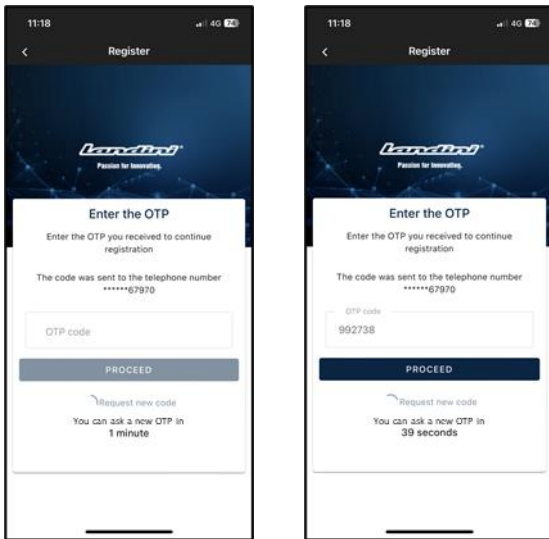 11:18
4G 74
Register
Landini
Passion for Innovating.
Enter the OTP
Enter the OTP you received to continue
registration
The code was sent to the telephone number
******67970
OTP code
PROCEED
Request new code
You can ask a new OTP in
1 minute
11:18
4G 74
Register
Landini
Passion for Innovating.
Enter the OTP
Enter the OTP you received to continue
registration
The code was sent to the telephone number
******67970
OTP code
992738
PROCEED
Request new code
You can ask a new OTP in
39 seconds